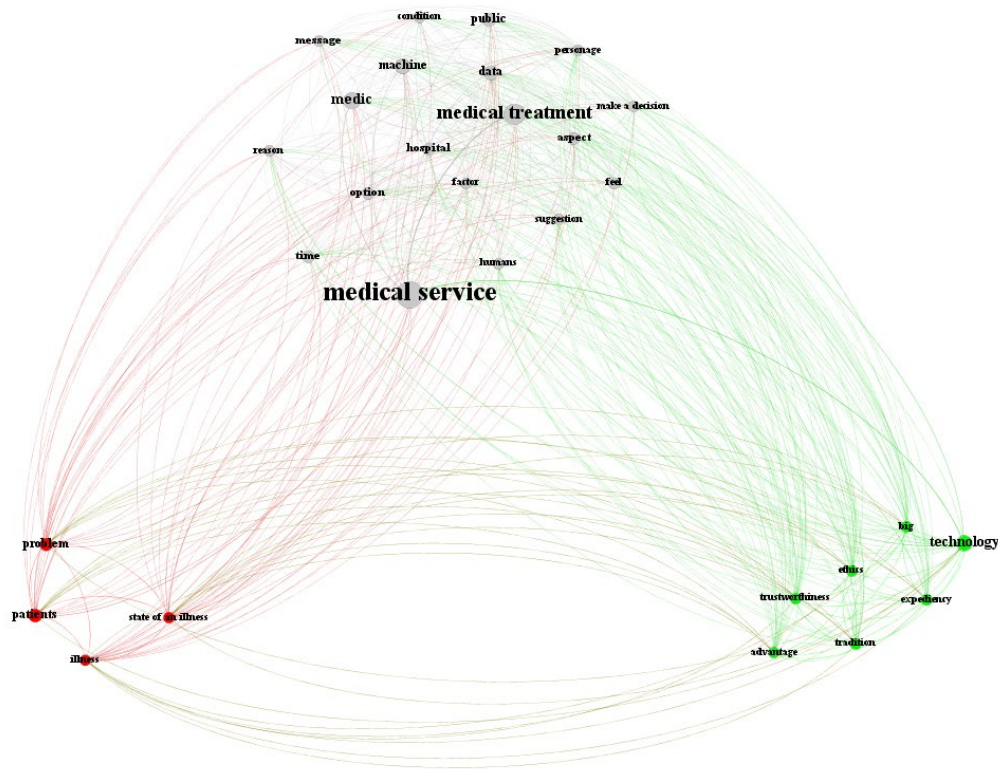 condition
public
message
personage
machine
data
medic
medical treatment
make a decision
aspect
reason
hospital
option
factor
feel
suggestion
time
humans
medical service
problem
patients
state of an illness
illness
big
technology
ethics
trustworthiness
expediency
tradition
advantage